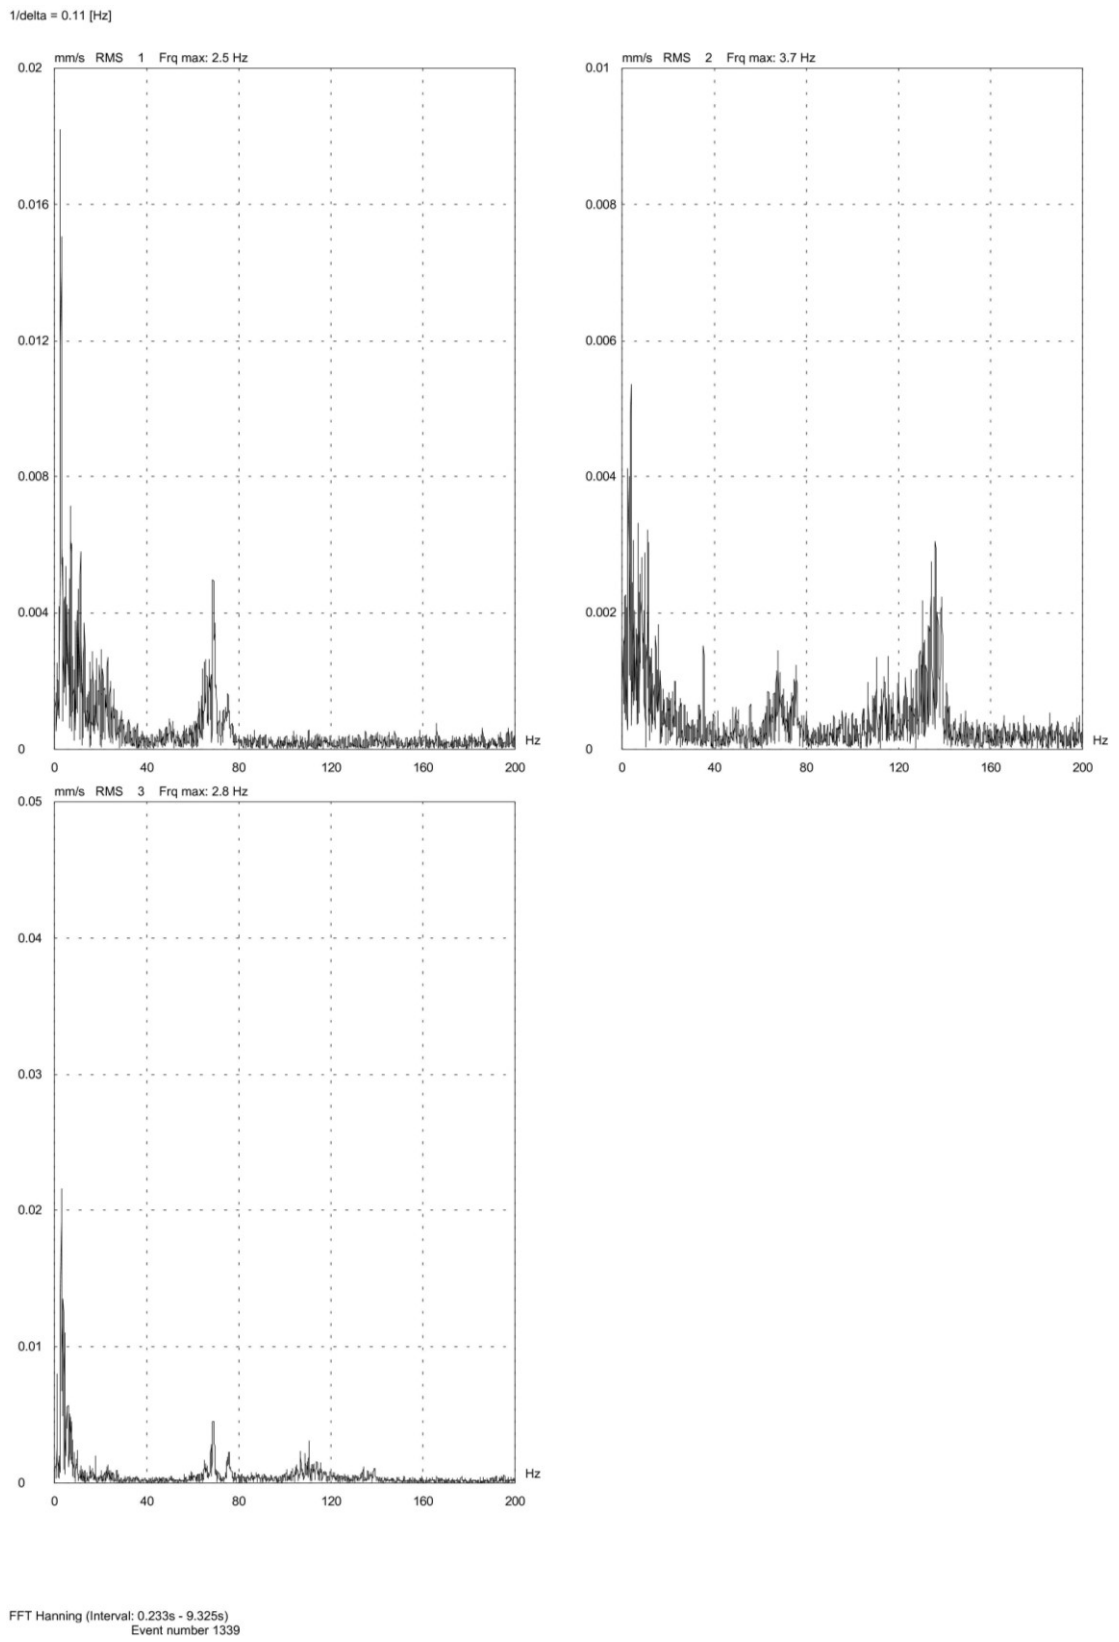 1/delta = 0.11 [Hz]
mm/s RMS 1 Frq max: 2.5 Hz
0.02
0.016
0.012
0.008
0.004
0
Hz
0 40 80 120 160 200
mm/s RMS 2 Frq max: 3.7 Hz
0.01
0.008
0.006
0.004
0.002
0
Hz
0 40 80 120 160 200
mm/s RMS 3 Frq max: 2.8 Hz
0.05
0.04
0.03
0.02
0.01
0
Hz
0 40 80 120 160 200
FFT Hanning (Interval: 0.233s - 9.325s)
Event number 1339